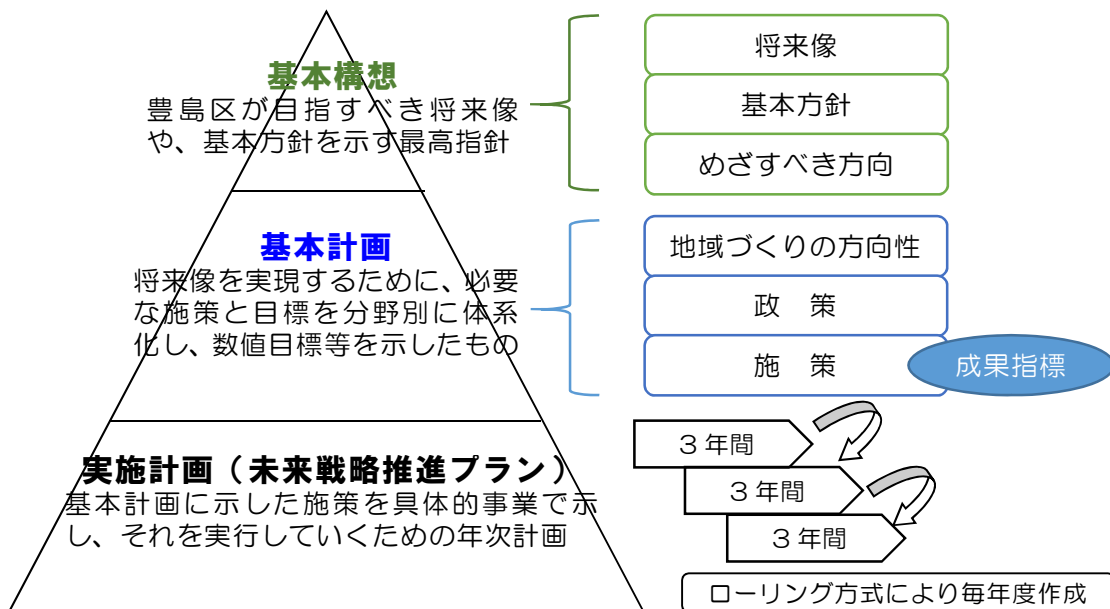 基本構想
豊島区が目指すべき将来像
や、基本方針を示す最高指針
将来像
基本方針
めざすべき方向
基本計画
将来像を実現するために、必要
な施策と目標を分野別に体系
化し、数値目標等を示したもの
地域づくりの方向性
政　策
施　策
成果指標
実施計画（未来戦略推進プラン）
基本計画に示した施策を具体的事業で示
し、それを実行していくための年次計画
３年間
３年間
３年間
ローリング方式により毎年度作成